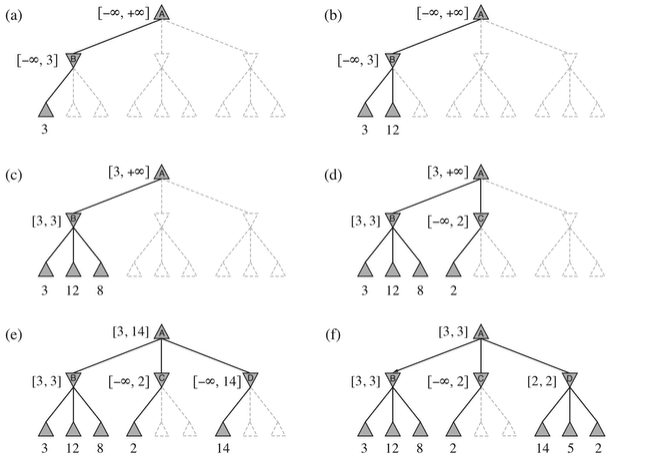 (a) [−∞, +∞] A
[−∞, 3] B
3
(b) [−∞, +∞] A
[−∞, 3] B
3 12
(c) [3, +∞] A
[3, 3] B
3 12 8
(d) [3, +∞] A
[3, 3] B [−∞, 2] C
3 12 8 2
(e) [3, 14] A
[3, 3] B [−∞, 2] C [−∞, 14] D
3 12 8 2 14
(f) [3, 3] A
[3, 3] B [−∞, 2] C [2, 2] D
3 12 8 2 14 5 2